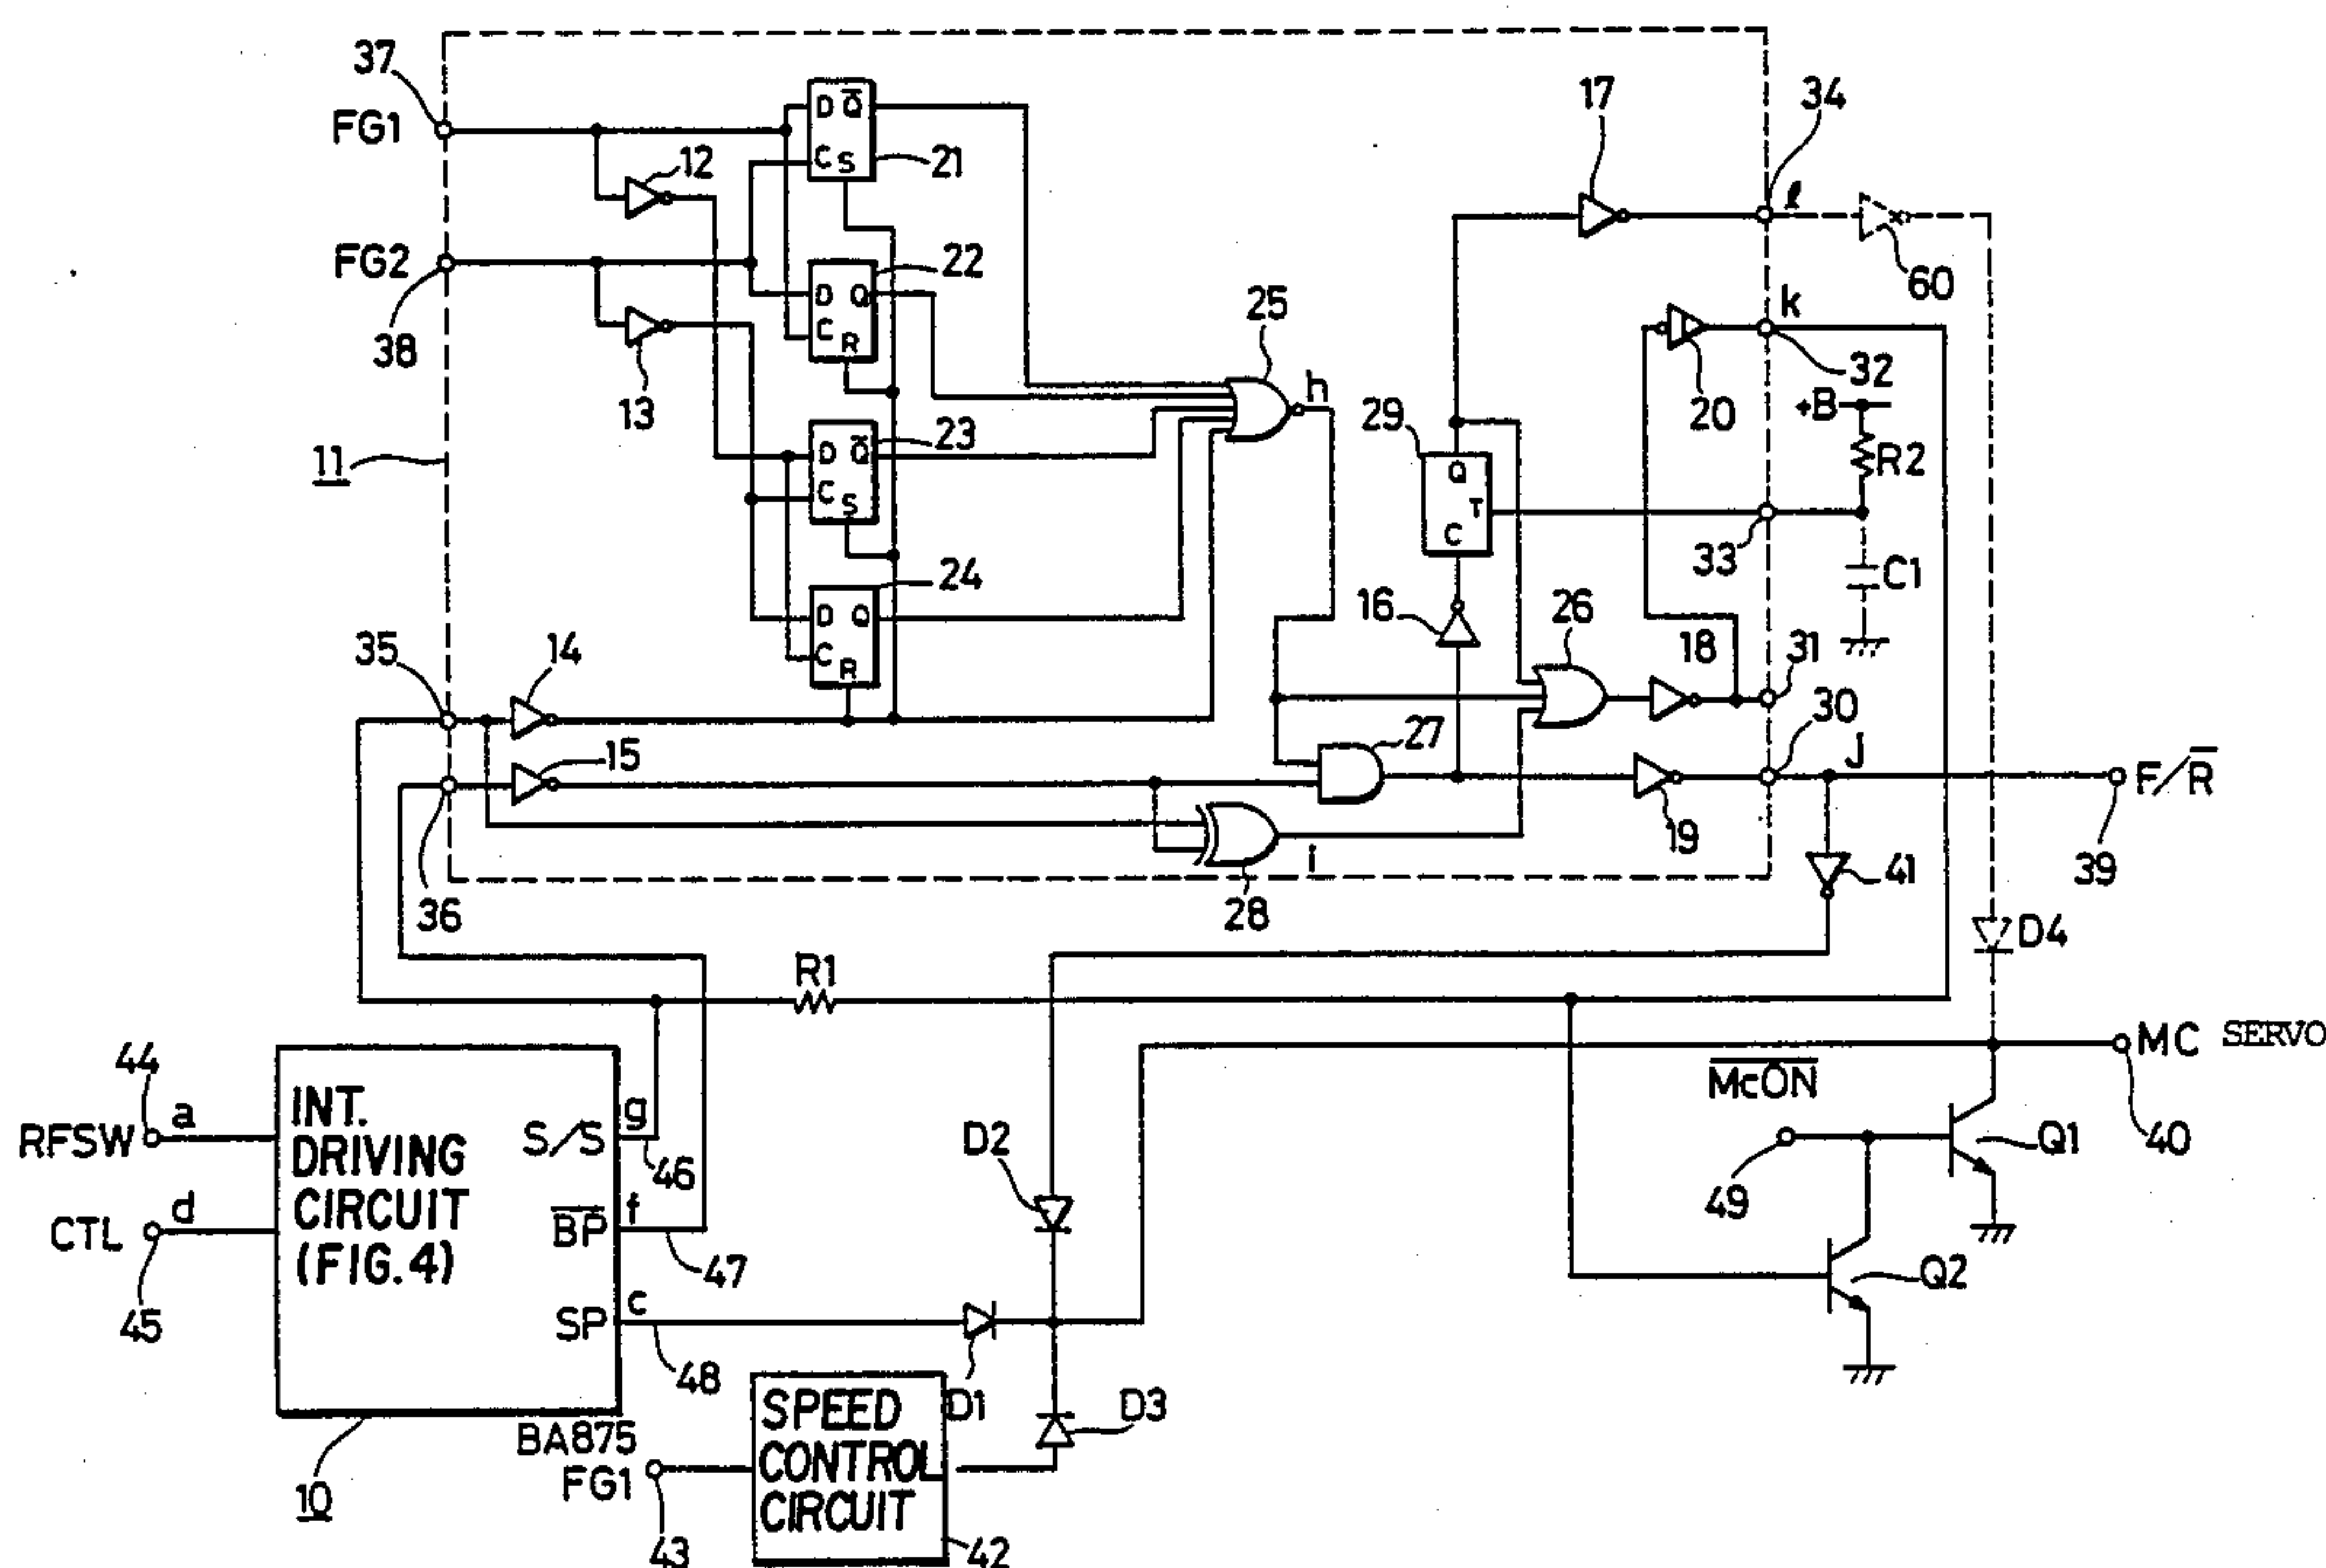 37
FG1
12
D Q̅
C S
21
17
34
l
60
FG2
38
13
22
D Q
C R
25
h
k
32
20
+B
R2
29
Q
T
C
33
C1
11
23
D Q̅
C S
24
D Q
C R
16
26
18
31
35
14
30
j
27
15
19
F/R̅
39
36
28
i
41
D4
R1
44
RFSW a
45
CTL d
INT.
DRIVING
CIRCUIT
(FIG.4)
S/S g
46
B̅P̅ f
47
SP c
48
BA875
10
D2
D1
D3
M̅c̅O̅N̅
49
Q1
Q2
MC SERVO
40
FG1
43
SPEED
CONTROL
CIRCUIT
42